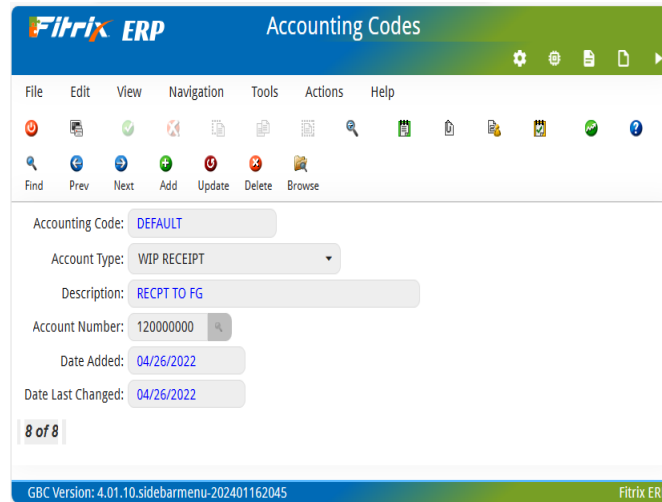 Fitrix ERP
Accounting Codes
File Edit View Navigation Tools Actions Help
Find Prev Next Add Update Delete Browse
Accounting Code: DEFAULT
Account Type: WIP RECEIPT
Description: RECPT TO FG
Account Number: 120000000
Date Added: 04/26/2022
Date Last Changed: 04/26/2022
8 of 8
GBC Version: 4.01.10.sidebarmenu-202401162045 Fitrix ER